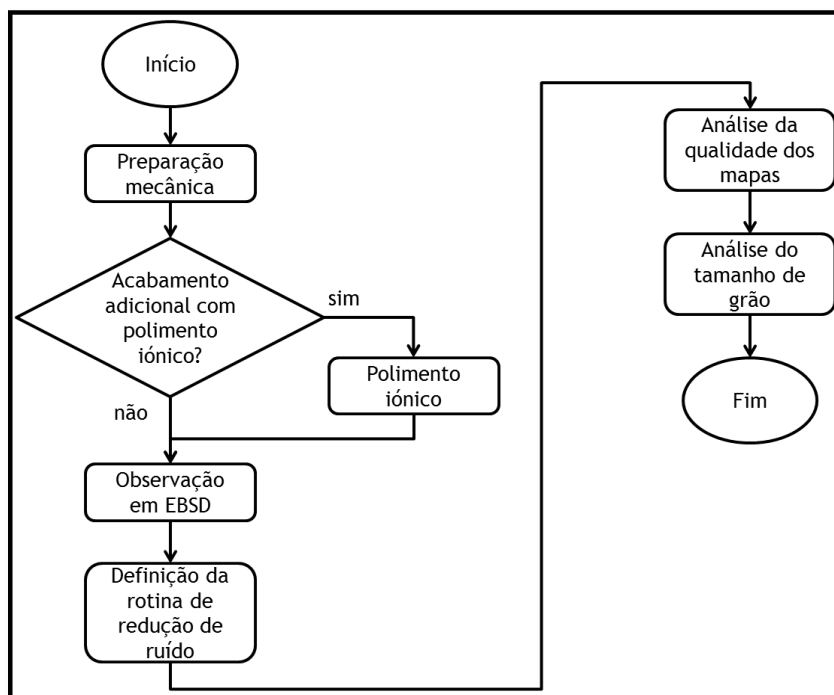 Início
Preparação
mecânica
Acabamento
adicional com
polimento
iónico?
sim
não
Polimento
iónico
Observação
em EBSD
Definição da
rotina de
redução de
ruído
Análise da
qualidade dos
mapas
Análise do
tamanho de
grão
Fim